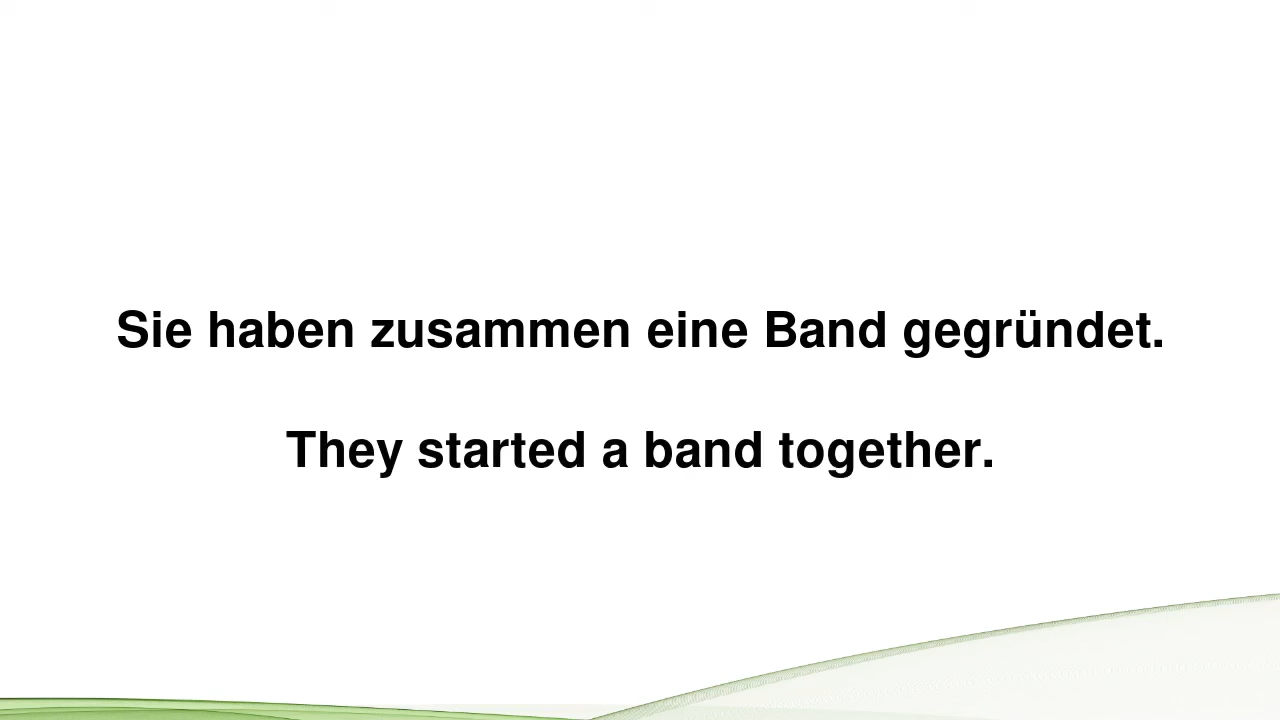 Sie haben zusammen eine Band gegründet.
They started a band together.